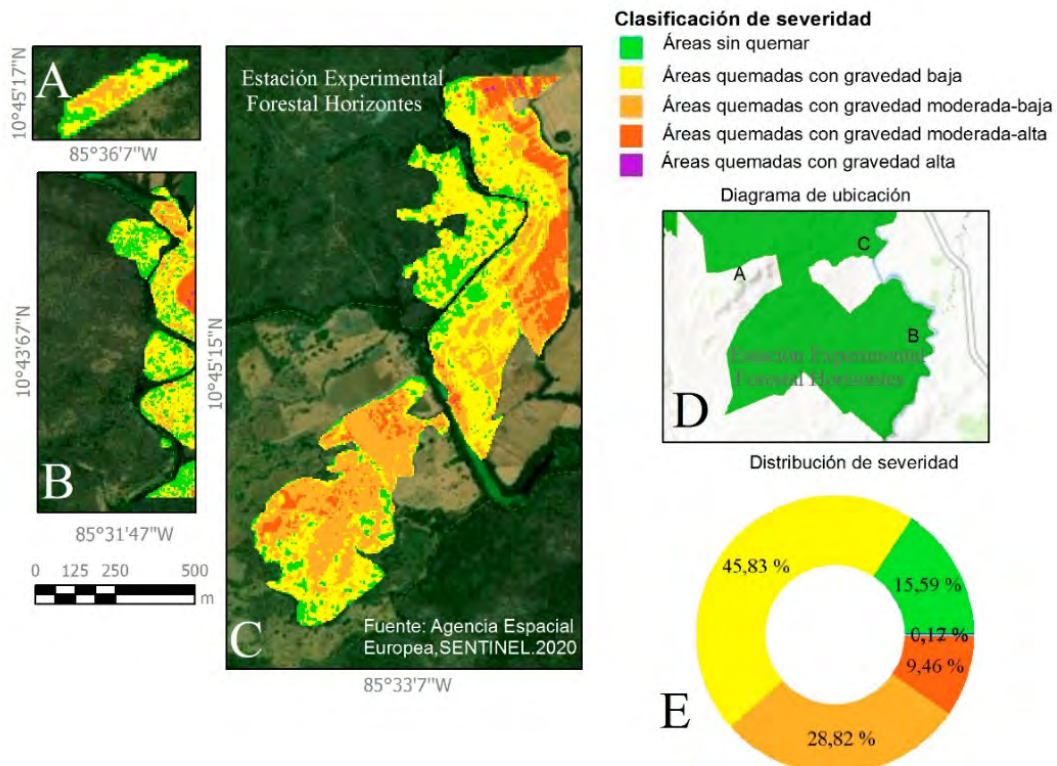 Clasificación de severidad
Áreas sin quemar
Áreas quemadas con gravedad baja
Áreas quemadas con gravedad moderada-baja
Áreas quemadas con gravedad moderada-alta
Áreas quemadas con gravedad alta
A
10°45'17"N
85°36'7"W
B
10°43'67"N
85°31'47"W
0 125 250 500
m
Estación Experimental
Forestal Horizontes
10°45'15"N
C
Fuente: Agencia Espacial
Europea,SENTINEL.2020
85°33'7"W
Diagrama de ubicación
C
A
B
Estación Experimental
Forestal Horizontes
D
Distribución de severidad
45,83 %
15,59 %
9,46 %
28,82 %
E